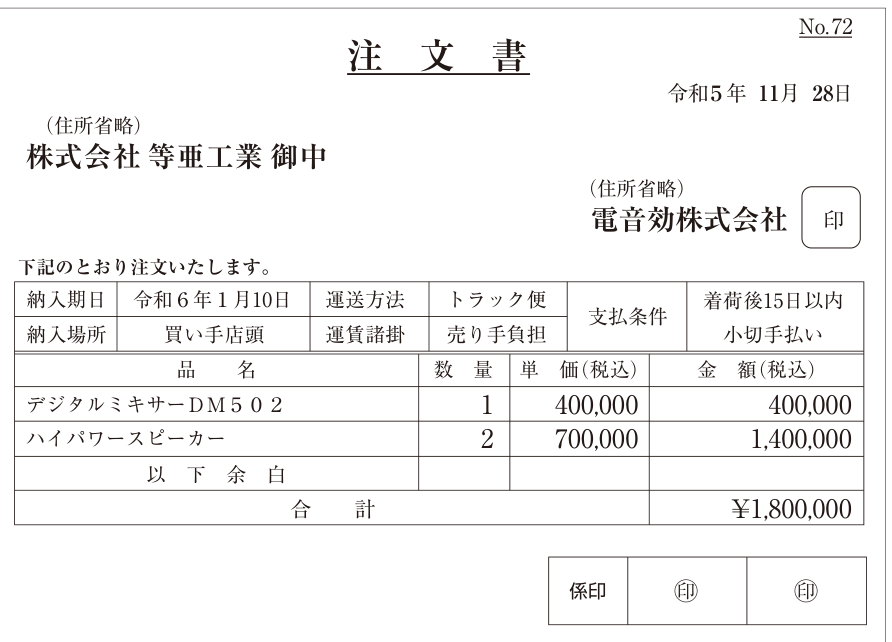 No.72
注 文 書
令和5年 11月 28日
（住所省略）
株式会社 等亜工業 御中
（住所省略）
電音効株式会社 印
下記のとおり注文いたします。
納入期日 令和６年１月10日 運送方法 トラック便 支払条件 着荷後15日以内
納入場所 買い手店頭 運賃諸掛 売り手負担 小切手払い
品 名 数 量 単 価(税込) 金 額(税込)
デジタルミキサーＤＭ５０２ 1 400,000 400,000
ハイパワースピーカー 2 700,000 1,400,000
以 下 余 白
合 計 ¥1,800,000
係印 ㊞ ㊞